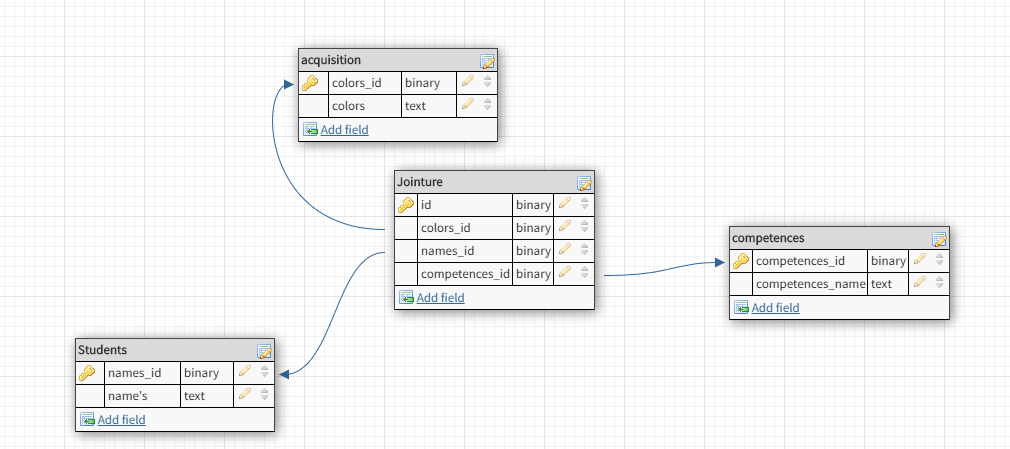 acquisition
colors_id binary
colors text
Add field
Jointure
id binary
colors_id binary
names_id binary
competences_id binary
Add field
competences
competences_id binary
competences_name text
Add field
Students
names_id binary
name's text
Add field